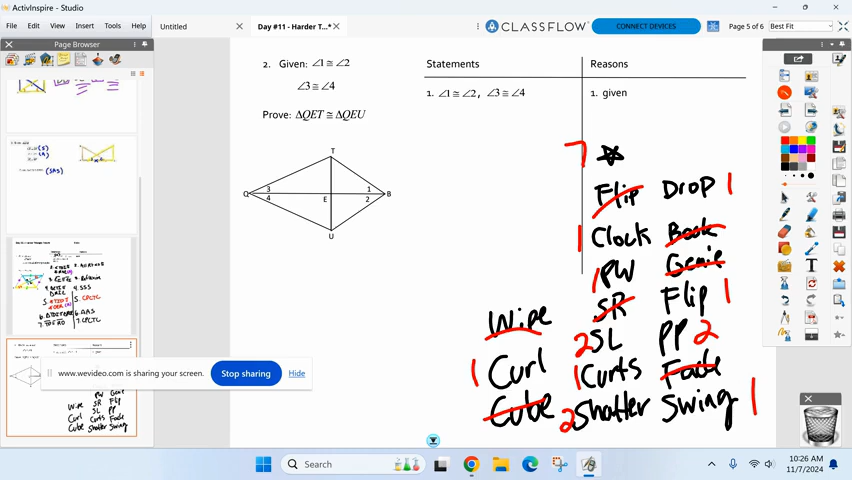 ActivInspire - Studio
File Edit View Insert Tools Help
Untitled
Day #11 - Harder T...*
CLASSFLOW
CONNECT DEVICES
Page 5 of 6
Best Fit
Page Browser
2. Given: ∠1 ≅ ∠2
∠3 ≅ ∠4
Prove: ΔQET ≅ ΔQEU
Statements
Reasons
1. ∠1 ≅ ∠2, ∠3 ≅ ∠4
1. given
T
Q 3 1 B
4 E 2
U
7
Flip Drop 1
1 Clock Book
1 PW Genie
SR Flip 1
Wipe 2 SL PP 2
1 Curl 1 Curts Fade
Cube 2 Shatter Swing 1
www.wevideo.com is sharing your screen.
Stop sharing
Hide
Search
10:26 AM
11/7/2024